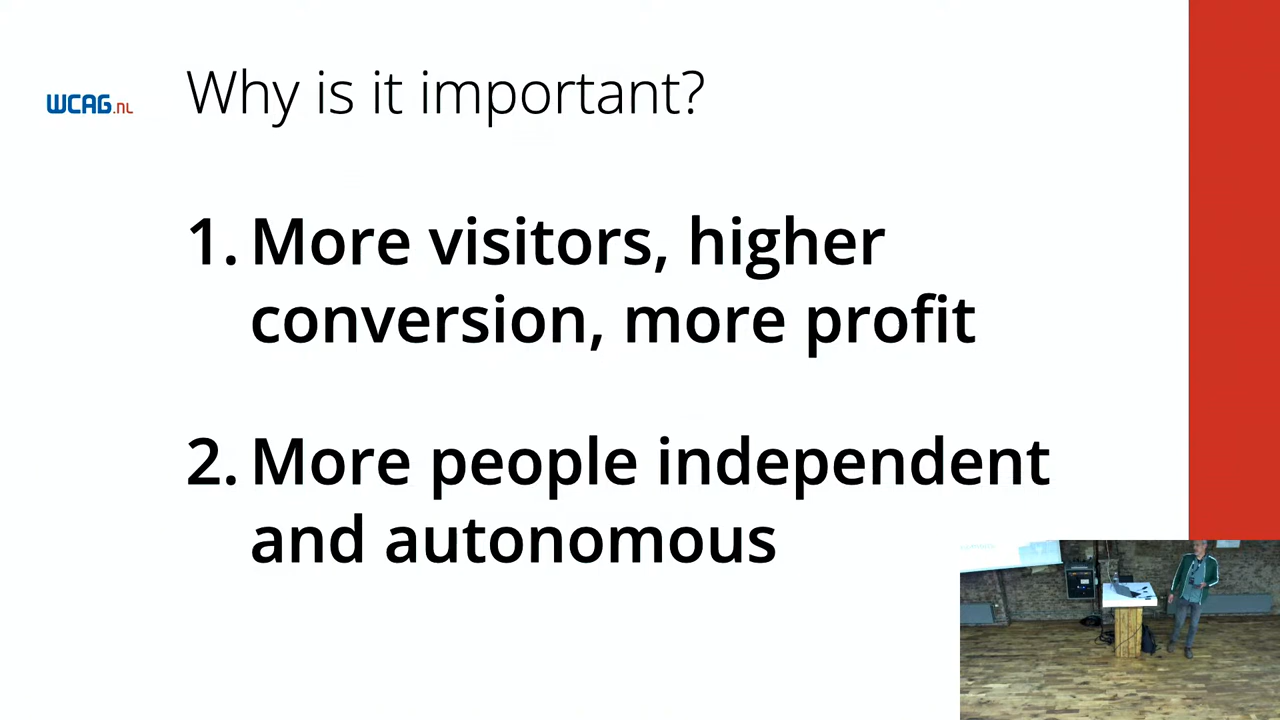 WCAG.nl
Why is it important?
1. More visitors, higher
conversion, more profit
2. More people independent
and autonomous